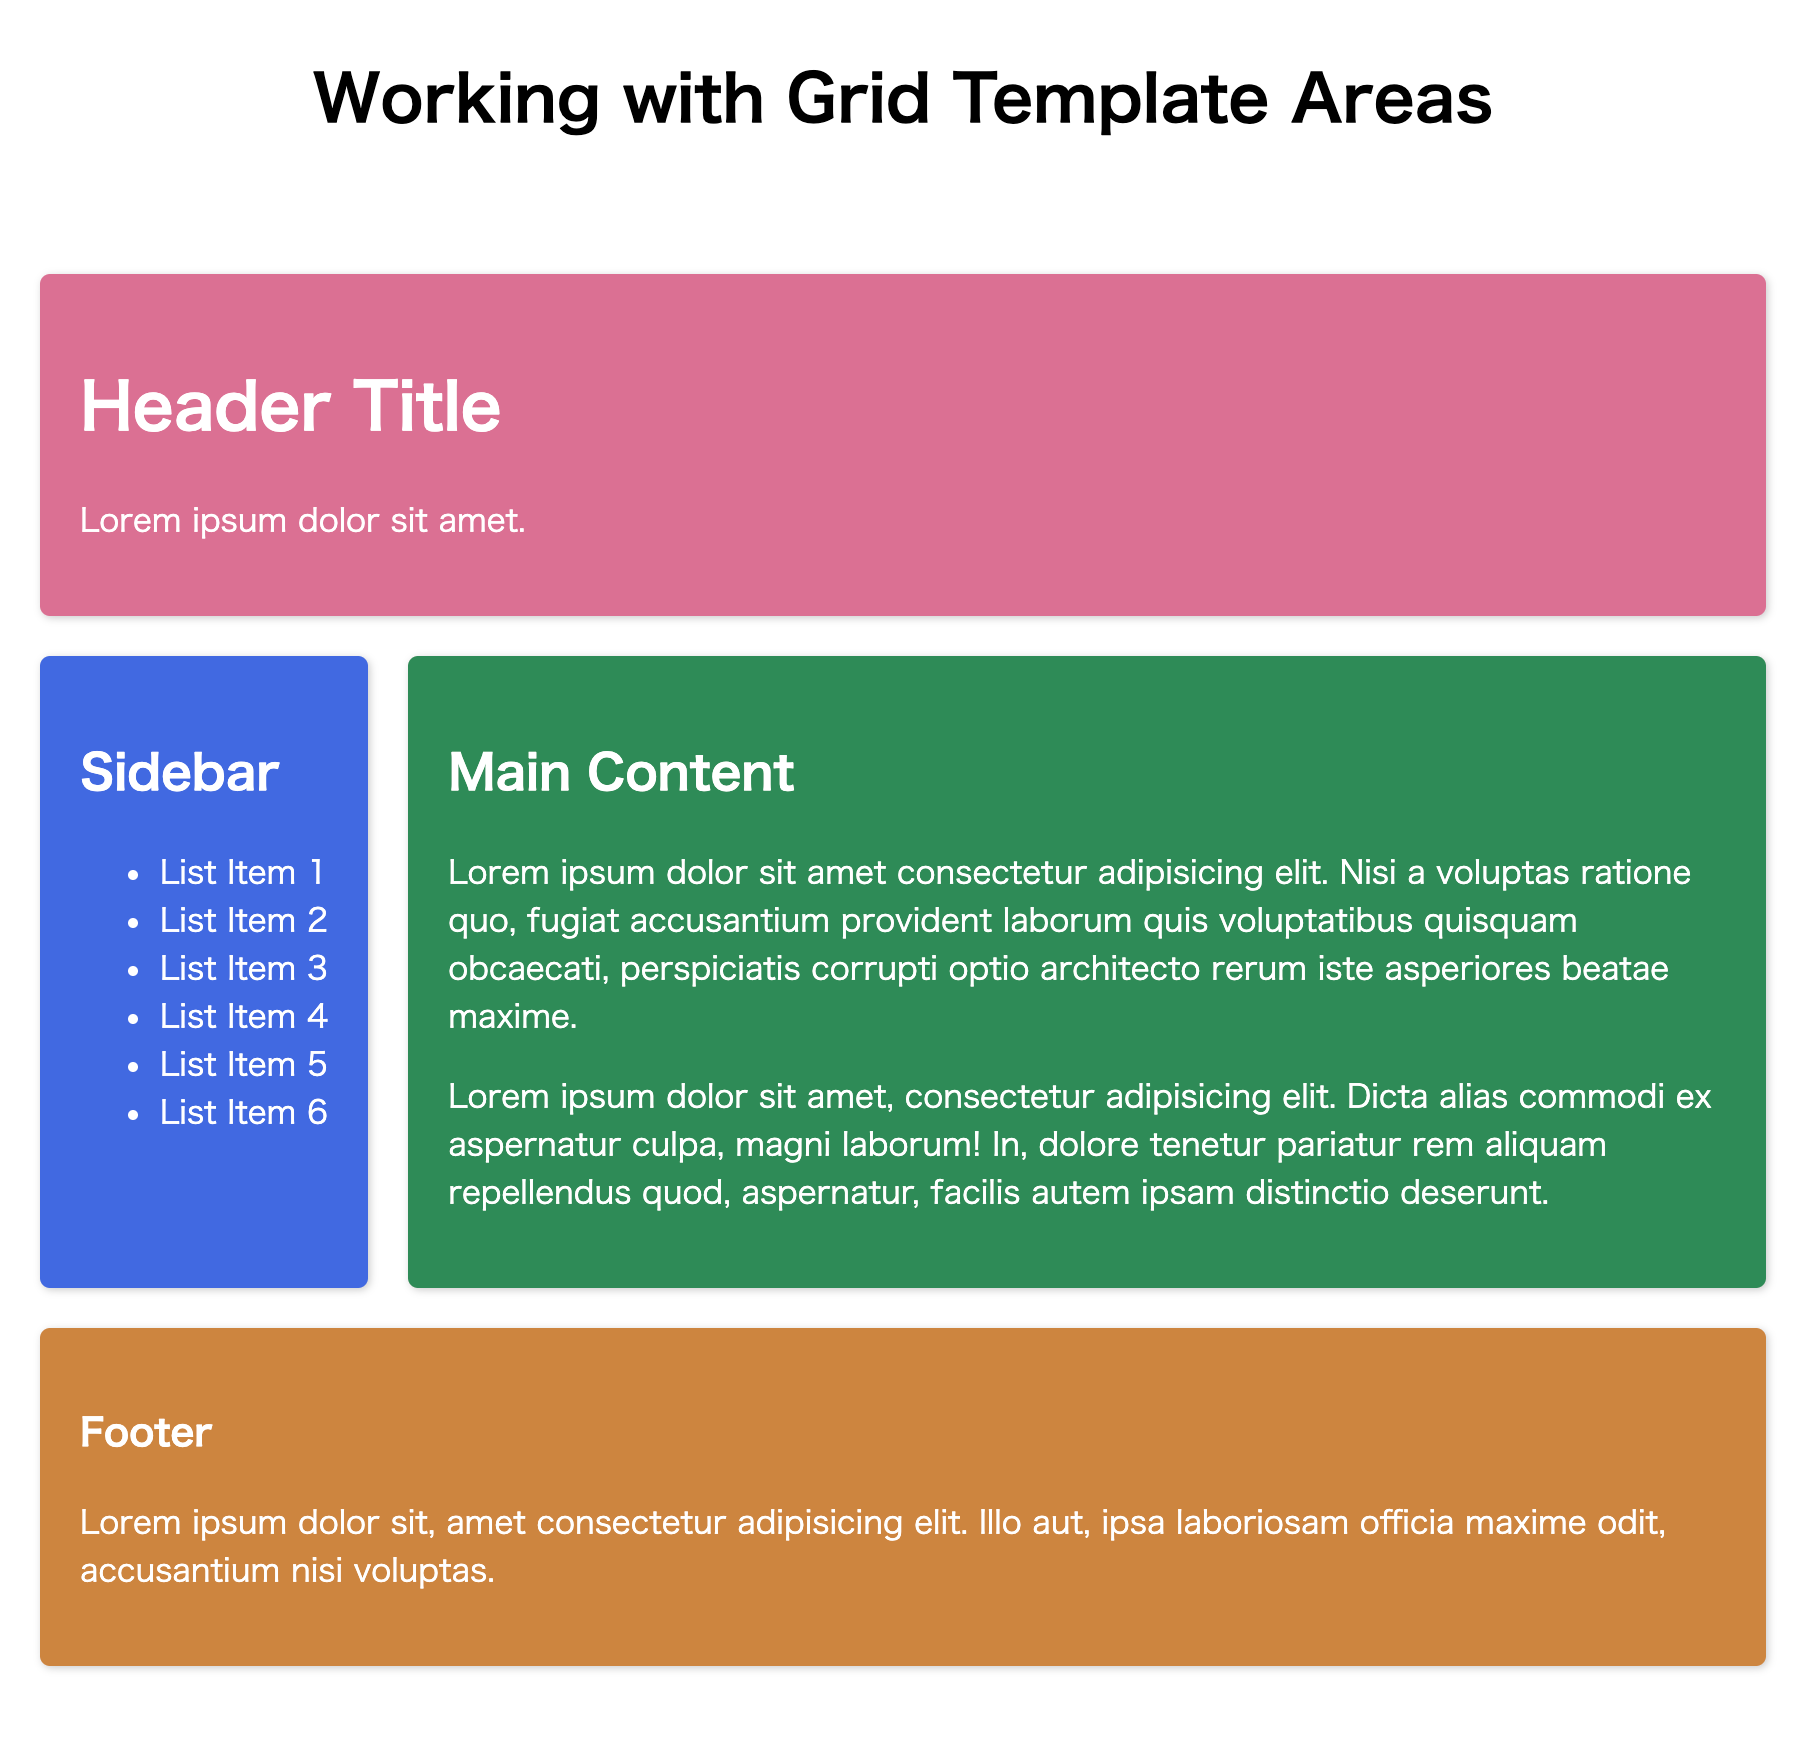 Working with Grid Template Areas
Header Title
Lorem ipsum dolor sit amet.
Sidebar
• List Item 1
• List Item 2
• List Item 3
• List Item 4
• List Item 5
• List Item 6
Main Content
Lorem ipsum dolor sit amet consectetur adipisicing elit. Nisi a voluptas ratione
quo, fugiat accusantium provident laborum quis voluptatibus quisquam
obcaecati, perspiciatis corrupti optio architecto rerum iste asperiores beatae
maxime.
Lorem ipsum dolor sit amet, consectetur adipisicing elit. Dicta alias commodi ex
aspernatur culpa, magni laborum! In, dolore tenetur pariatur rem aliquam
repellendus quod, aspernatur, facilis autem ipsam distinctio deserunt.
Footer
Lorem ipsum dolor sit, amet consectetur adipisicing elit. Illo aut, ipsa laboriosam officia maxime odit,
accusantium nisi voluptas.